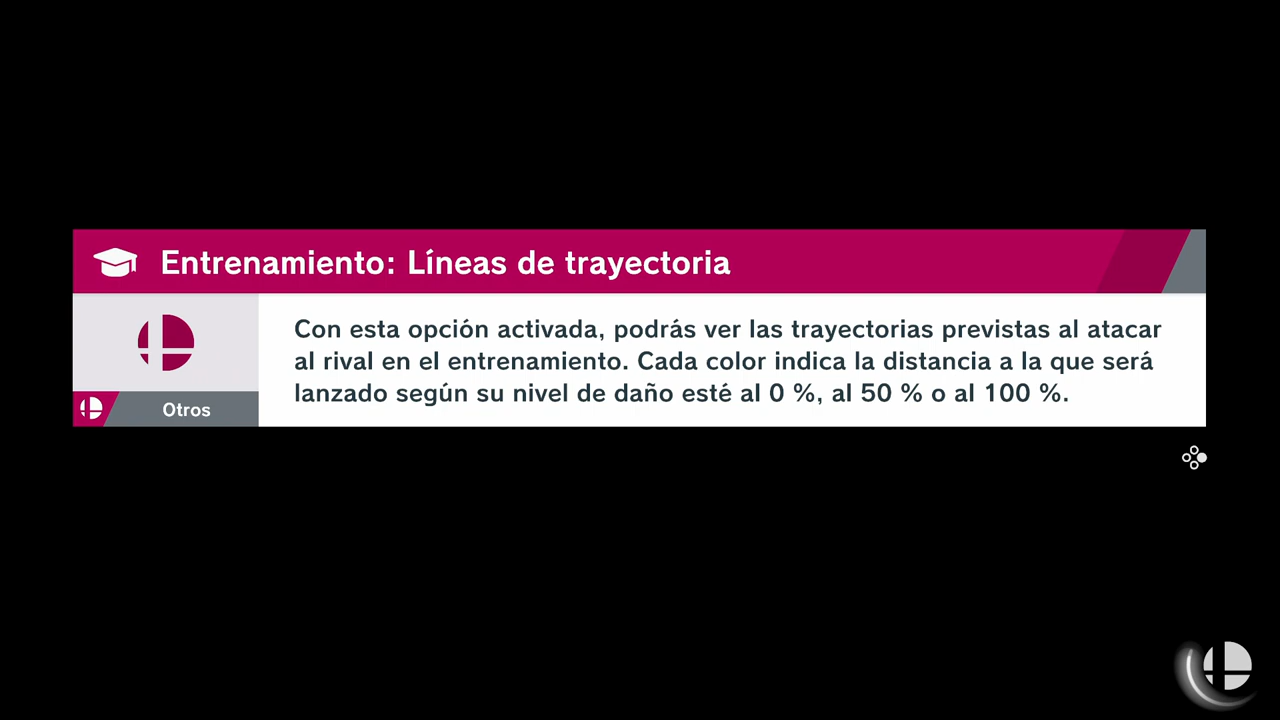 Entrenamiento: Líneas de trayectoria
Con esta opción activada, podrás ver las trayectorias previstas al atacar
al rival en el entrenamiento. Cada color indica la distancia a la que será
lanzado según su nivel de daño esté al 0 %, al 50 % o al 100 %.
Otros